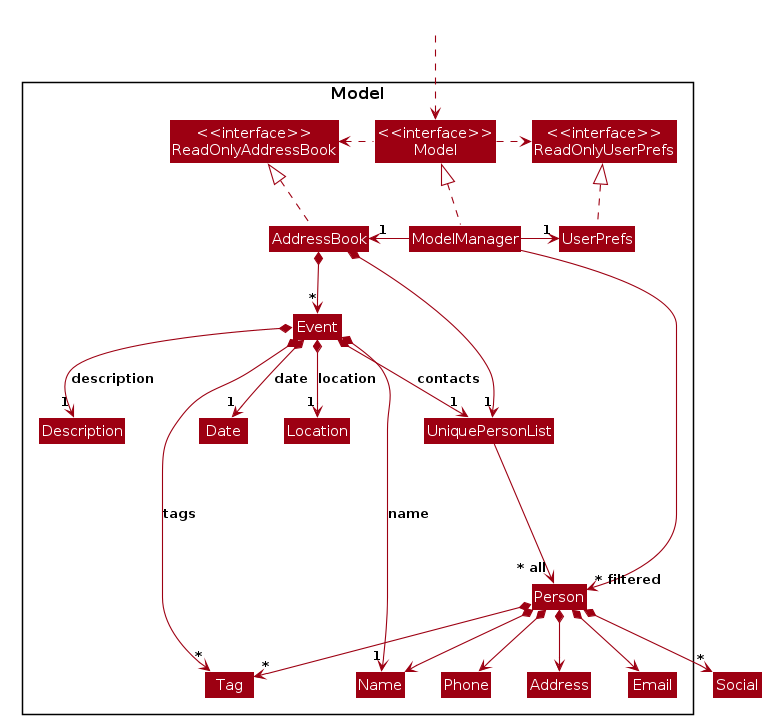 Model
<<interface>>
ReadOnlyAddressBook
<<interface>>
Model
<<interface>>
ReadOnlyUserPrefs
AddressBook
1
ModelManager
1
UserPrefs
*
Event
description
date
location
contacts
1
1
1
1
1
Description
Date
Location
UniquePersonList
tags
name
* all
* filtered
Person
*
*
1
*
Tag
Name
Phone
Address
Email
Social